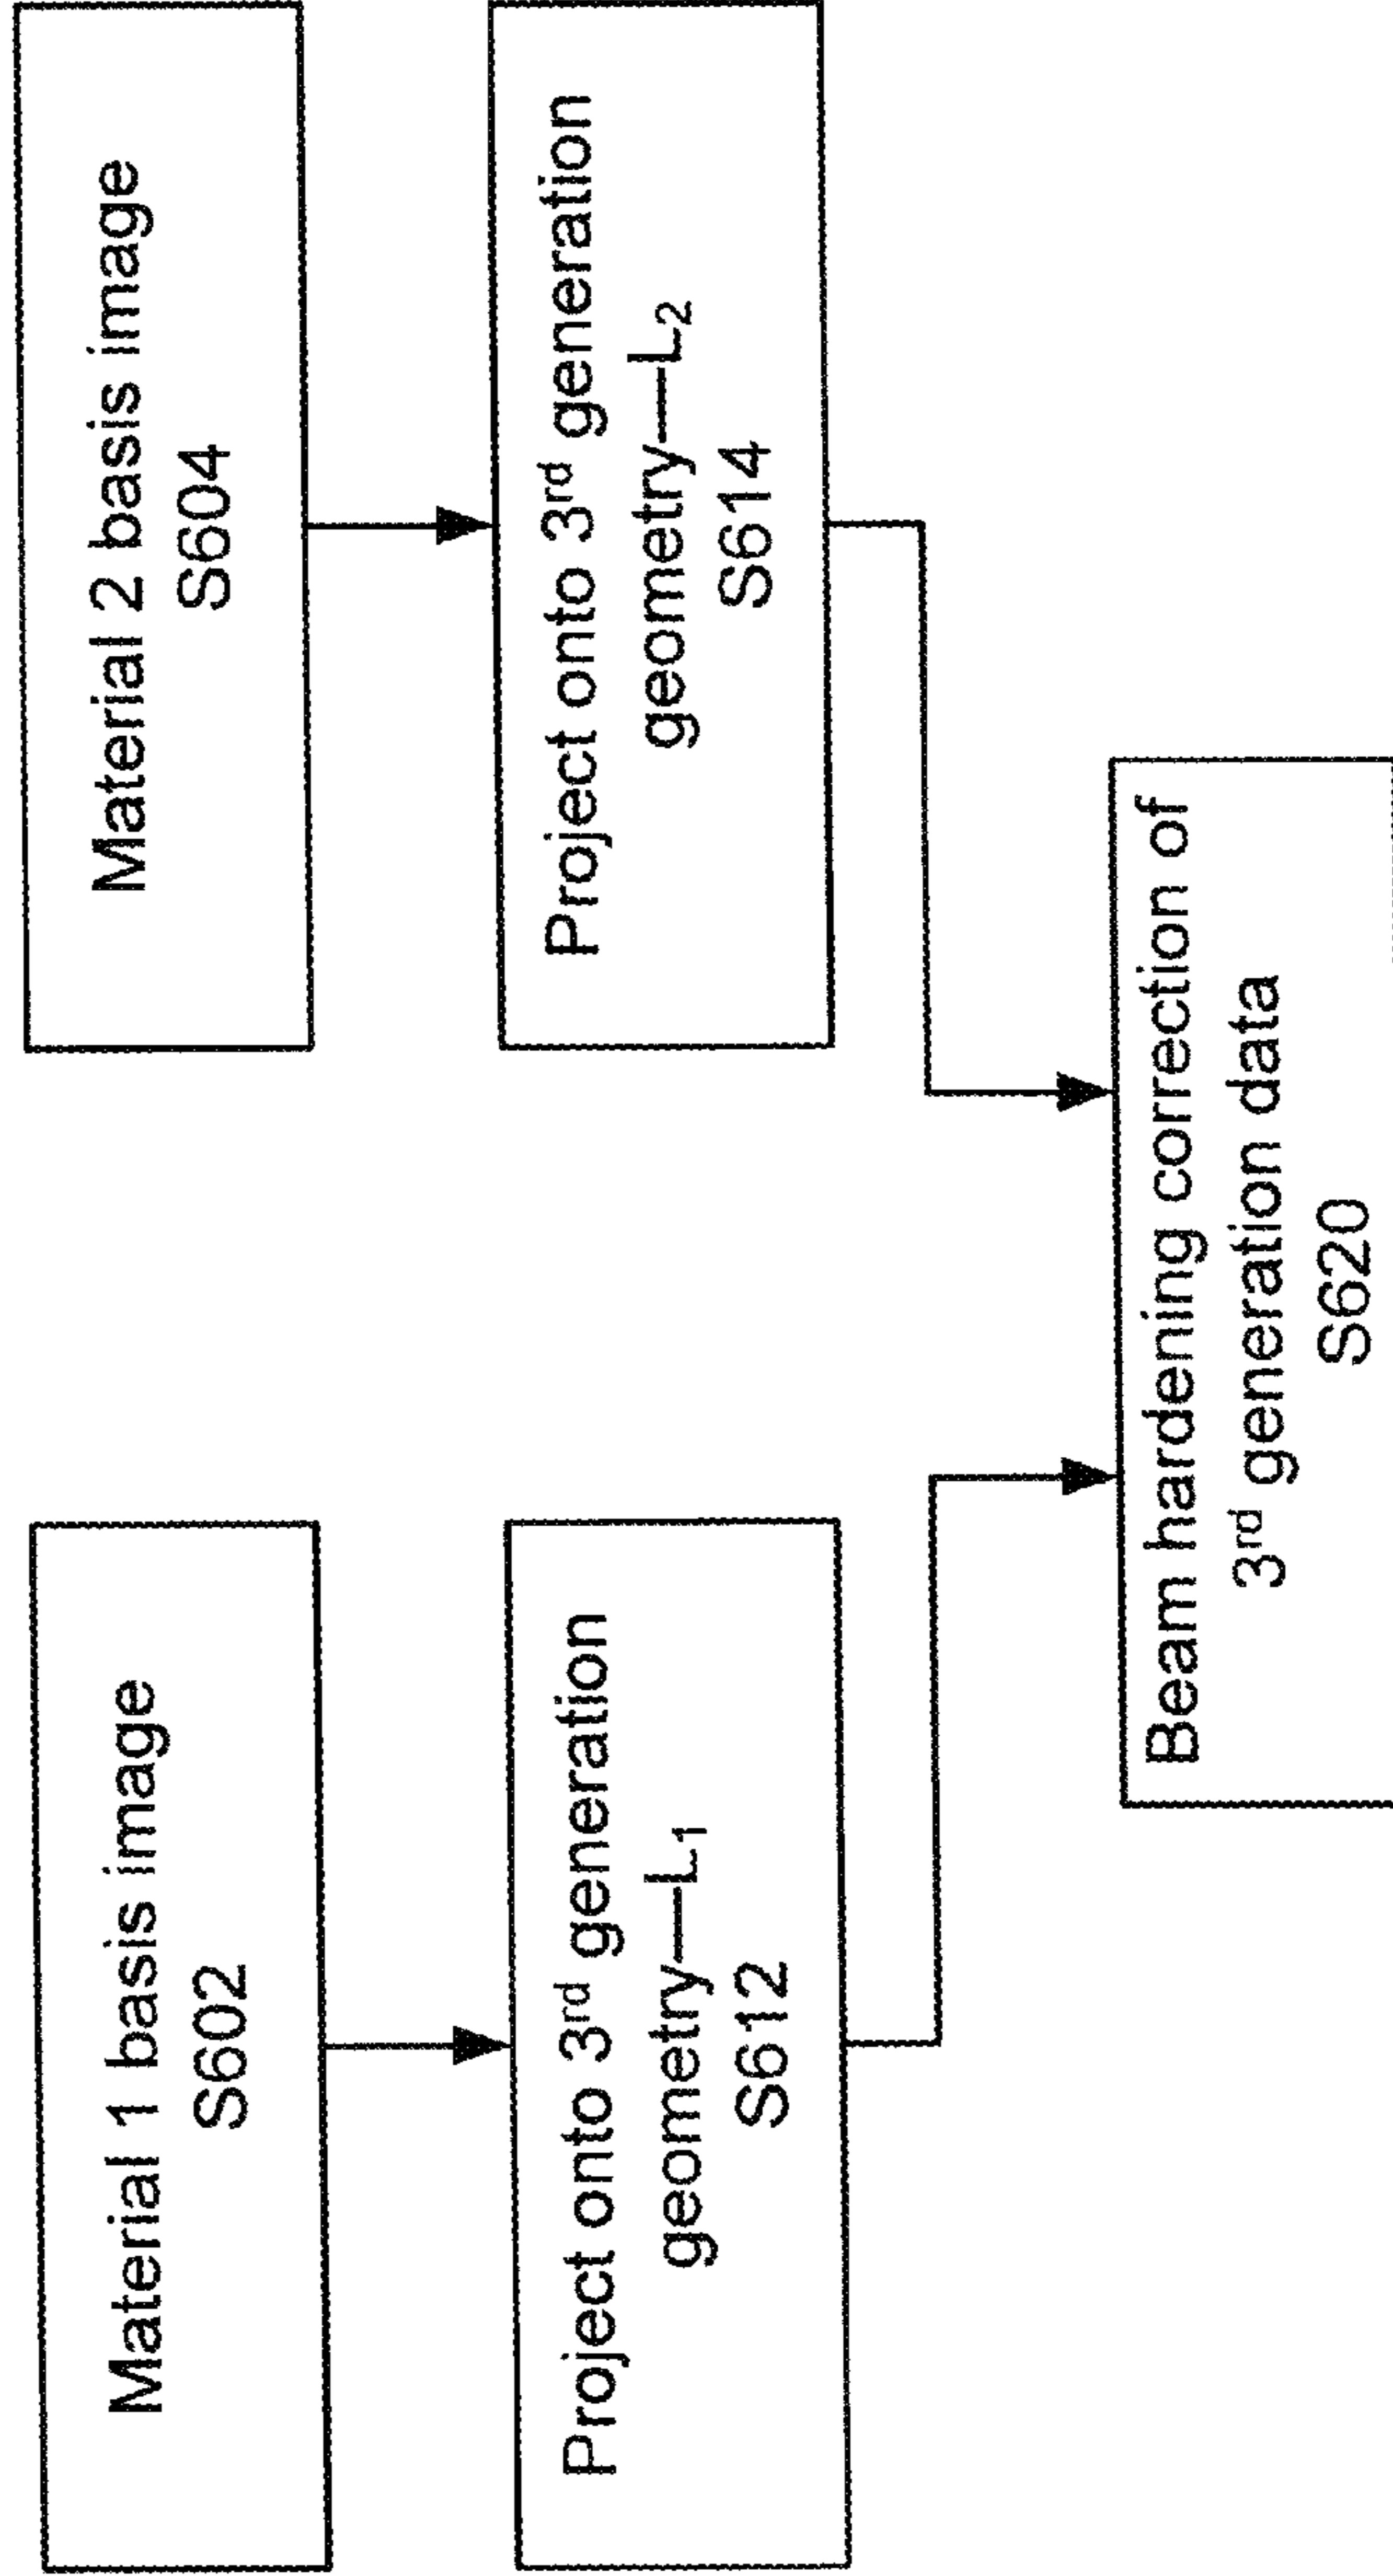 Material 1 basis image
S602
Material 2 basis image
S604
Project onto 3rd generation
geometry—L1
S612
Project onto 3rd generation
geometry—L2
S614
Beam hardening correction of
3rd generation data
S620